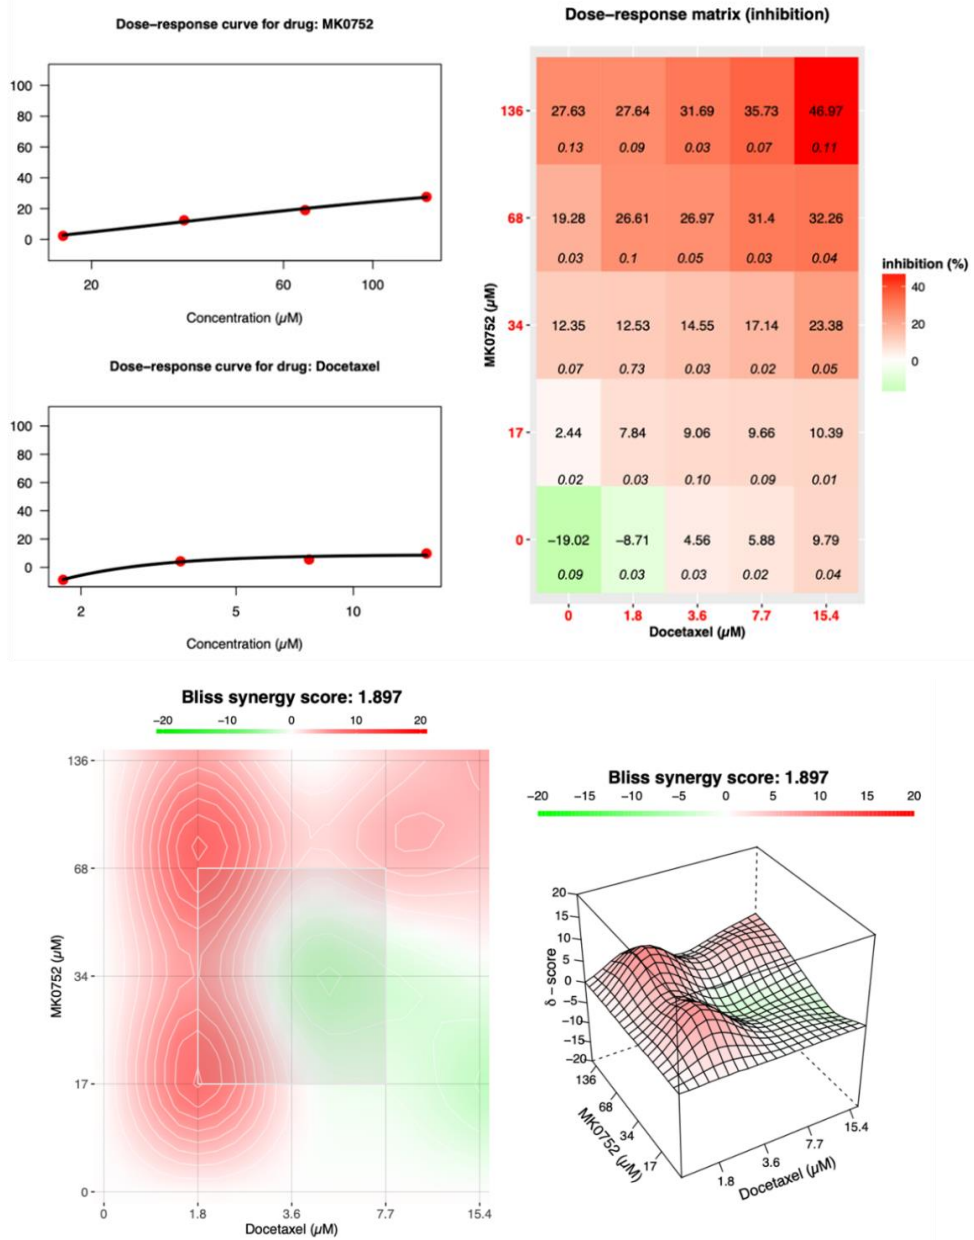 Dose−response curve for drug: MK0752
100
80
60
40
20
0
20 60 100
Concentration (µM)
Dose−response curve for drug: Docetaxel
100
80
60
40
20
0
2 5 10
Concentration (µM)
Dose−response matrix (inhibition)
MK0752 (µM)
136 27.63 27.64 31.69 35.73 46.97
0.13 0.09 0.03 0.07 0.11
68 19.28 26.61 26.97 31.4 32.26
0.03 0.1 0.05 0.03 0.04
34 12.35 12.53 14.55 17.14 23.38
0.07 0.73 0.03 0.02 0.05
17 2.44 7.84 9.06 9.66 10.39
0.02 0.03 0.10 0.09 0.01
0 −19.02 −8.71 4.56 5.88 9.79
0.09 0.03 0.03 0.02 0.04
0 1.8 3.6 7.7 15.4
Docetaxel (µM)
inhibition (%)
40
20
0
Bliss synergy score: 1.897
−20 −10 0 10 20
MK0752 (µM)
136
68
34
17
0
0 1.8 3.6 7.7 15.4
Docetaxel (µM)
Bliss synergy score: 1.897
−20 −15 −10 −5 0 5 10 15 20
δ − score
20
15
10
5
0
−5
−10
−15
−20
136
68
34
17
MK0752 (µM)
1.8
3.6
7.7
15.4
Docetaxel (µM)